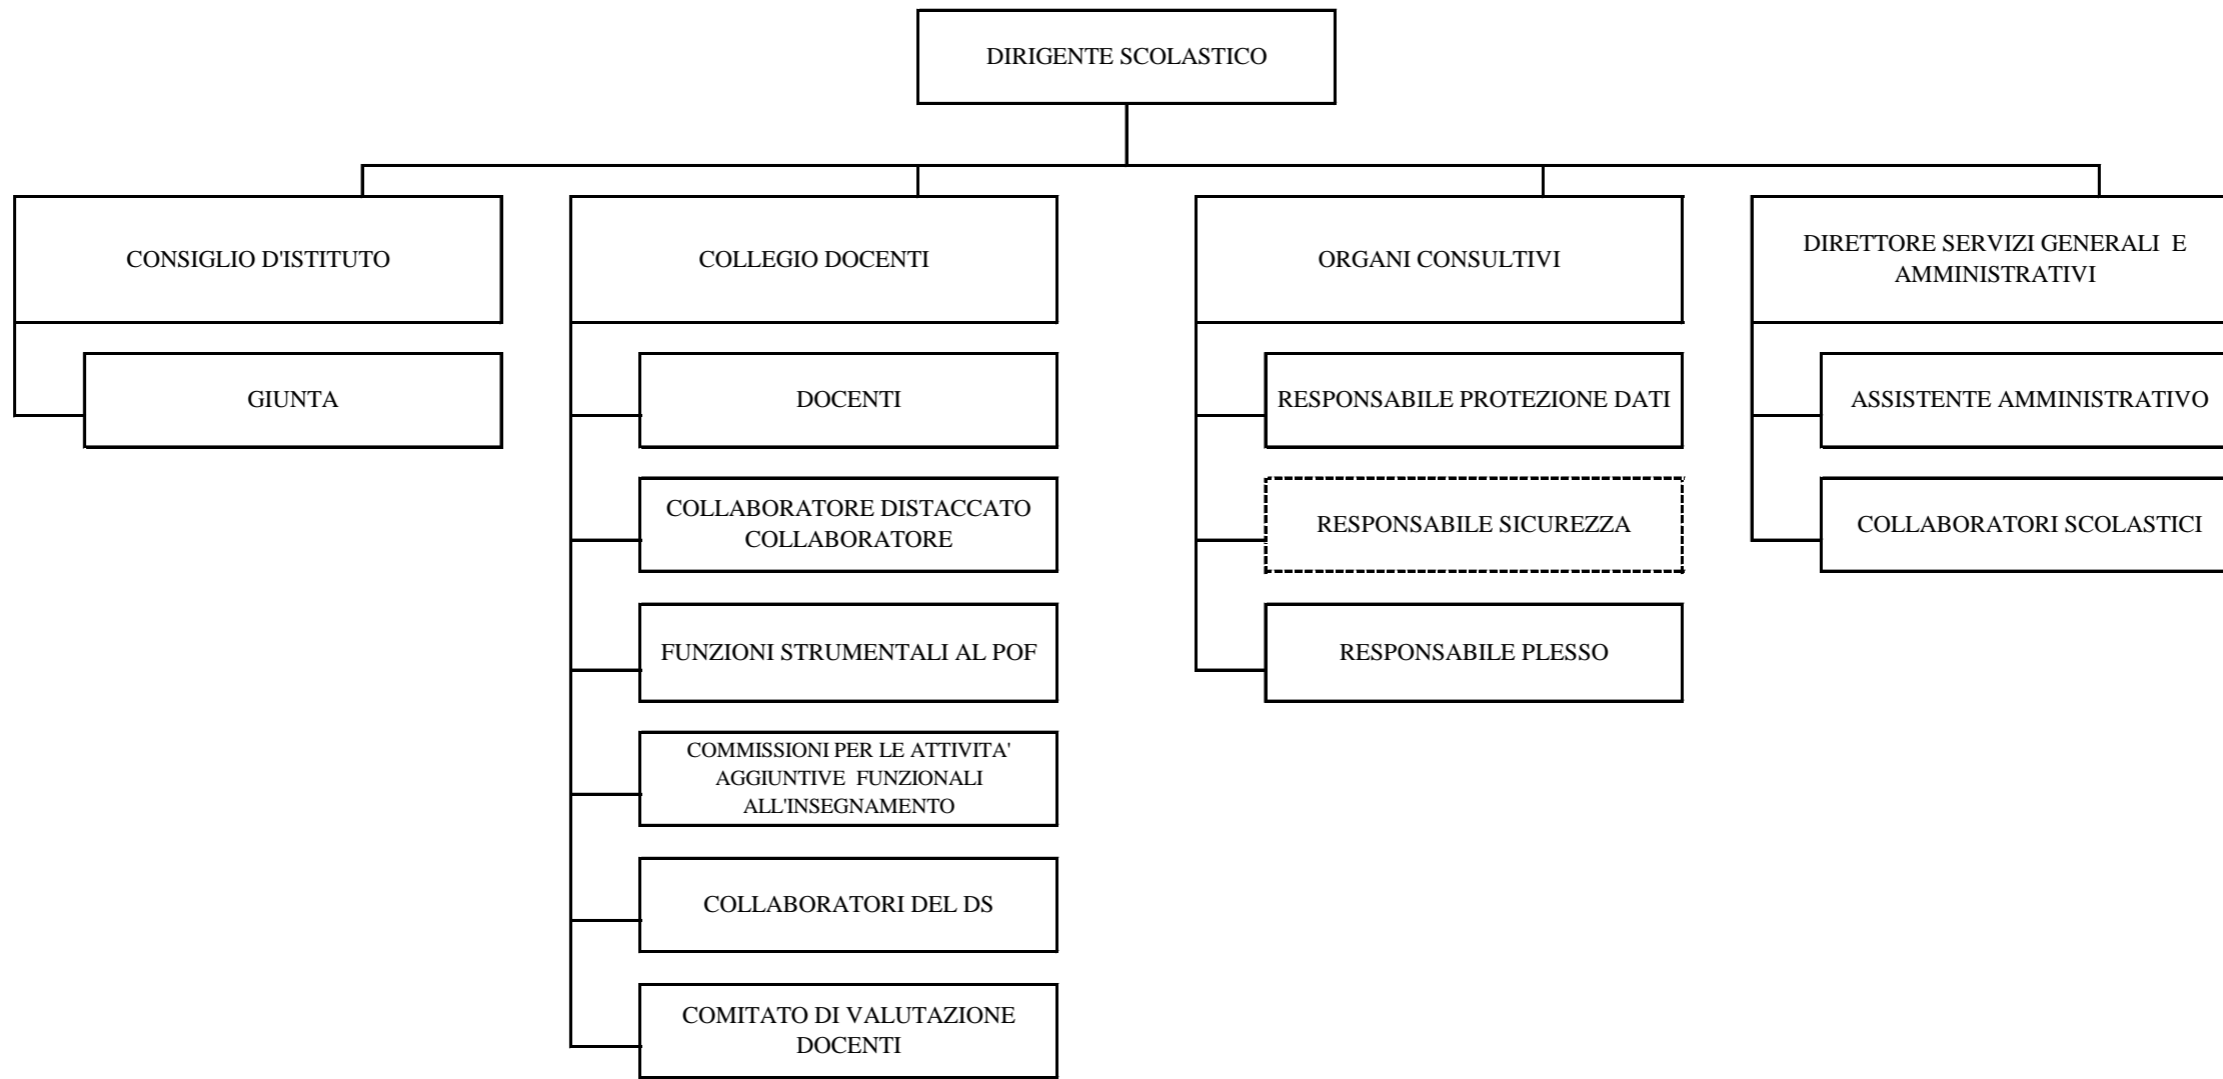 DIRIGENTE SCOLASTICO
CONSIGLIO D'ISTITUTO
GIUNTA
COLLEGIO DOCENTI
DOCENTI
COLLABORATORE DISTACCATO
COLLABORATORE
FUNZIONI STRUMENTALI AL POF
COMMISSIONI PER LE ATTIVITA'
AGGIUNTIVE FUNZIONALI
ALL'INSEGNAMENTO
COLLABORATORI DEL DS
COMITATO DI VALUTAZIONE
DOCENTI
ORGANI CONSULTIVI
RESPONSABILE PROTEZIONE DATI
RESPONSABILE SICUREZZA
RESPONSABILE PLESSO
DIRETTORE SERVIZI GENERALI E
AMMINISTRATIVI
ASSISTENTE AMMINISTRATIVO
COLLABORATORI SCOLASTICI